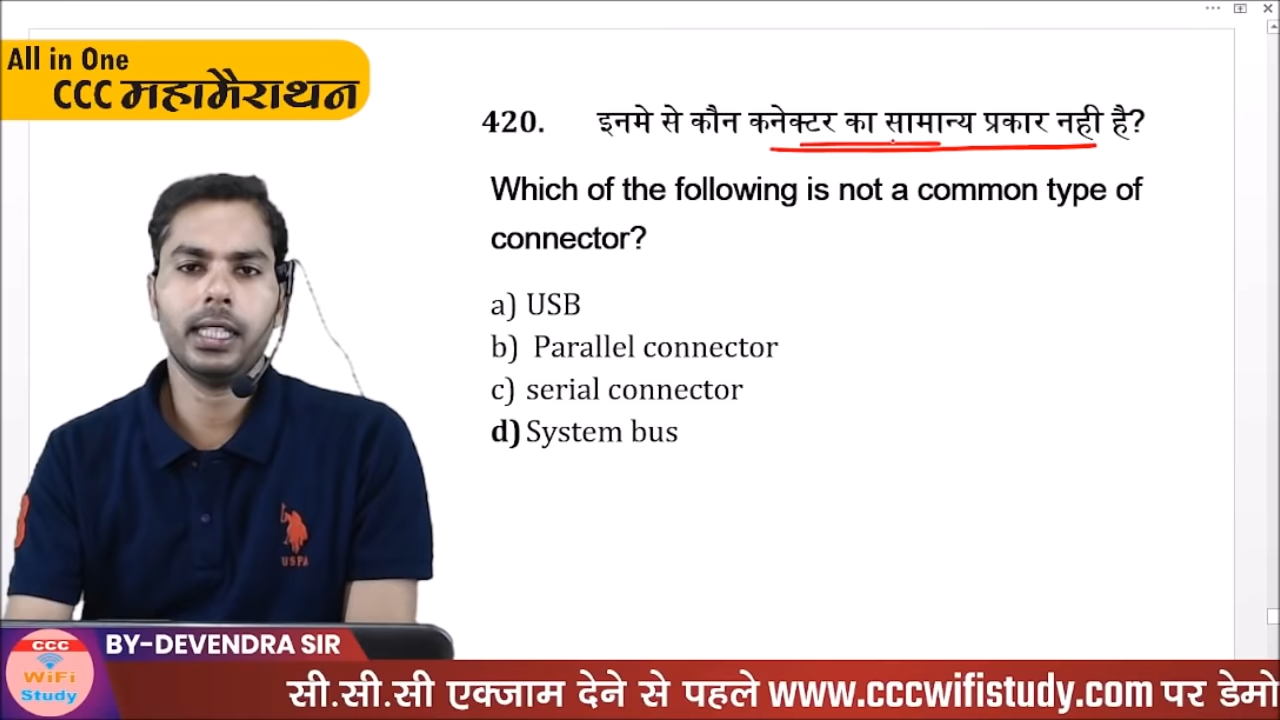 All in One
CCC महामैराथन
420. इनमे से कौन कनेक्टर का सामान्य प्रकार नही है?
Which of the following is not a common type of
connector?
a) USB
b) Parallel connector
c) serial connector
d) System bus
USPA
CCC
WiFi
Study
BY-DEVENDRA SIR
सी.सी.सी एक्जाम देने से पहले www.cccwifistudy.com पर डेमो